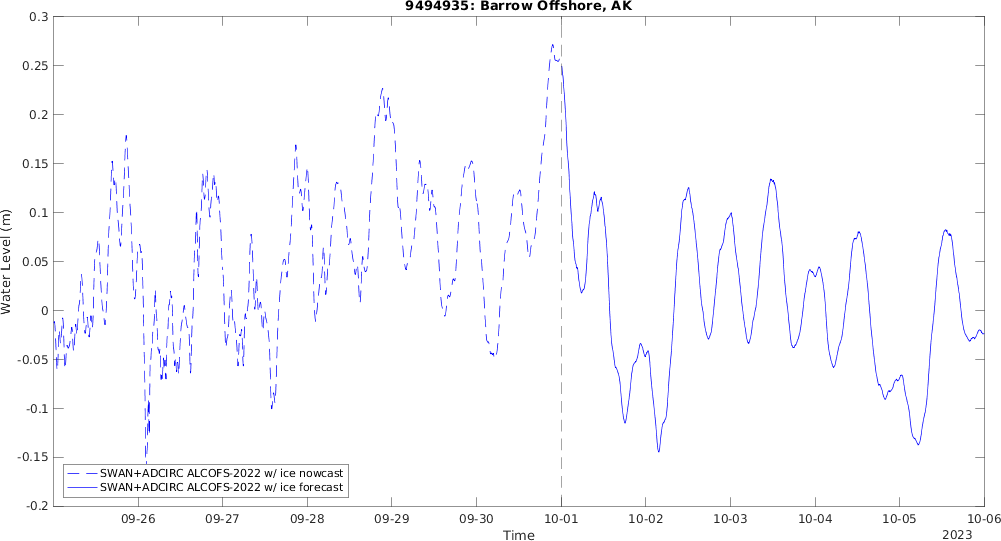 9494935: Barrow Offshore, AK
Water Level (m)
0.3
0.25
0.2
0.15
0.1
0.05
0
-0.05
-0.1
-0.15
-0.2
SWAN+ADCIRC ALCOFS-2022 w/ ice nowcast
SWAN+ADCIRC ALCOFS-2022 w/ ice forecast
09-26 09-27 09-28 09-29 09-30 10-01 10-02 10-03 10-04 10-05 10-06
Time
2023